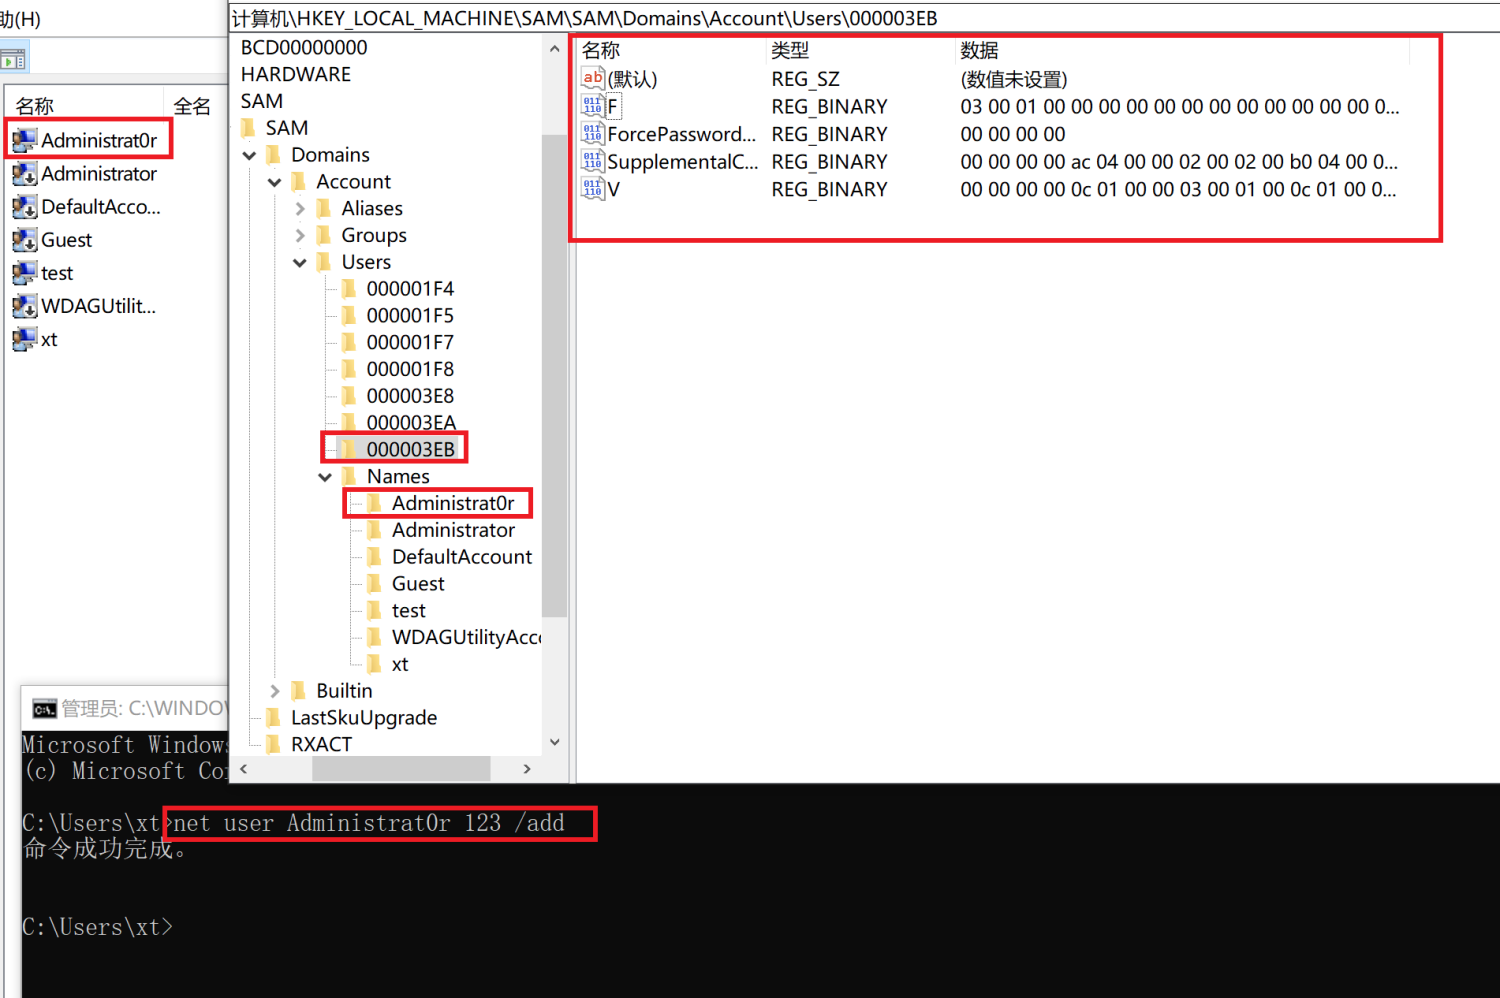 助(H)
计算机\HKEY_LOCAL_MACHINE\SAM\SAM\Domains\Account\Users\000003EB
名称 全名
Administrat0r
Administrator
DefaultAcco...
Guest
test
WDAGUtilit...
xt
BCD00000000
HARDWARE
SAM
SAM
Domains
Account
Aliases
Groups
Users
000001F4
000001F5
000001F7
000001F8
000003E8
000003EA
000003EB
Names
Administrat0r
Administrator
DefaultAccount
Guest
test
WDAGUtilityAcc
xt
Builtin
LastSkuUpgrade
RXACT
名称 类型 数据
(默认) REG_SZ (数值未设置)
F REG_BINARY 03 00 01 00 00 00 00 00 00 00 00 00 00 00 00 0...
ForcePassword... REG_BINARY 00 00 00 00
SupplementalC... REG_BINARY 00 00 00 00 ac 04 00 00 02 00 02 00 b0 04 00 0...
V REG_BINARY 00 00 00 00 0c 01 00 00 03 00 01 00 0c 01 00 0...
管理员: C:\WINDOW
Microsoft Windows
(c) Microsoft Co
C:\Users\xt>net user Administrat0r 123 /add
命令成功完成。
C:\Users\xt>